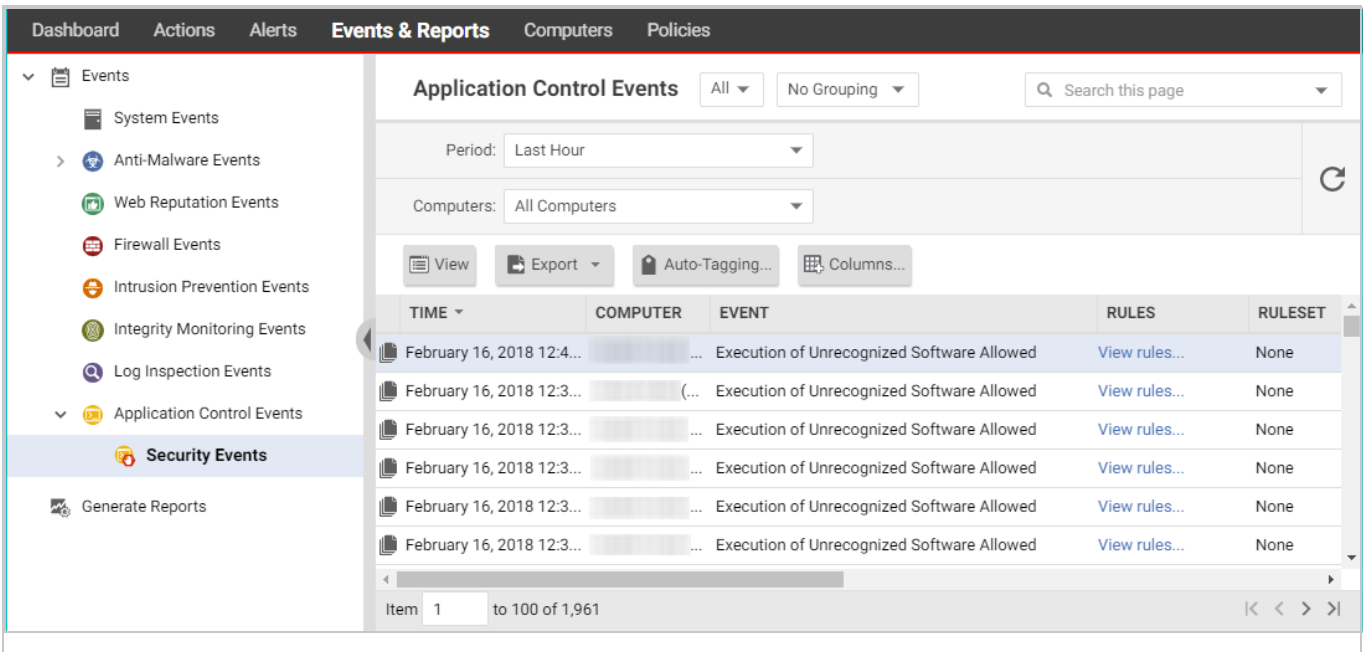 Dashboard Actions Alerts Events & Reports Computers Policies
Events
System Events
Anti-Malware Events
Web Reputation Events
Firewall Events
Intrusion Prevention Events
Integrity Monitoring Events
Log Inspection Events
Application Control Events
Security Events
Generate Reports
Application Control Events All No Grouping Search this page
Period: Last Hour
Computers: All Computers
View Export Auto-Tagging... Columns...
TIME COMPUTER EVENT RULES RULESET
February 16, 2018 12:4... ... Execution of Unrecognized Software Allowed View rules... None
February 16, 2018 12:3... (... Execution of Unrecognized Software Allowed View rules... None
February 16, 2018 12:3... ... Execution of Unrecognized Software Allowed View rules... None
February 16, 2018 12:3... ... Execution of Unrecognized Software Allowed View rules... None
February 16, 2018 12:3... ... Execution of Unrecognized Software Allowed View rules... None
February 16, 2018 12:3... ... Execution of Unrecognized Software Allowed View rules... None
Item 1 to 100 of 1,961